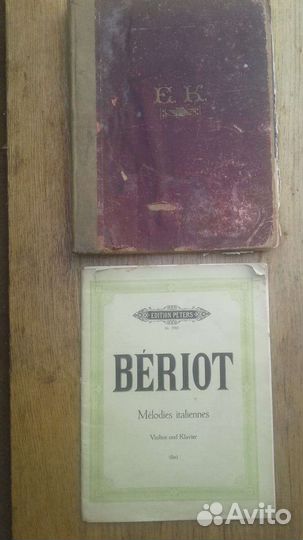 E. K.
EDITION PETERS
BÉRIOT
Mélodies italiennes
Violine und Klavier
Avito